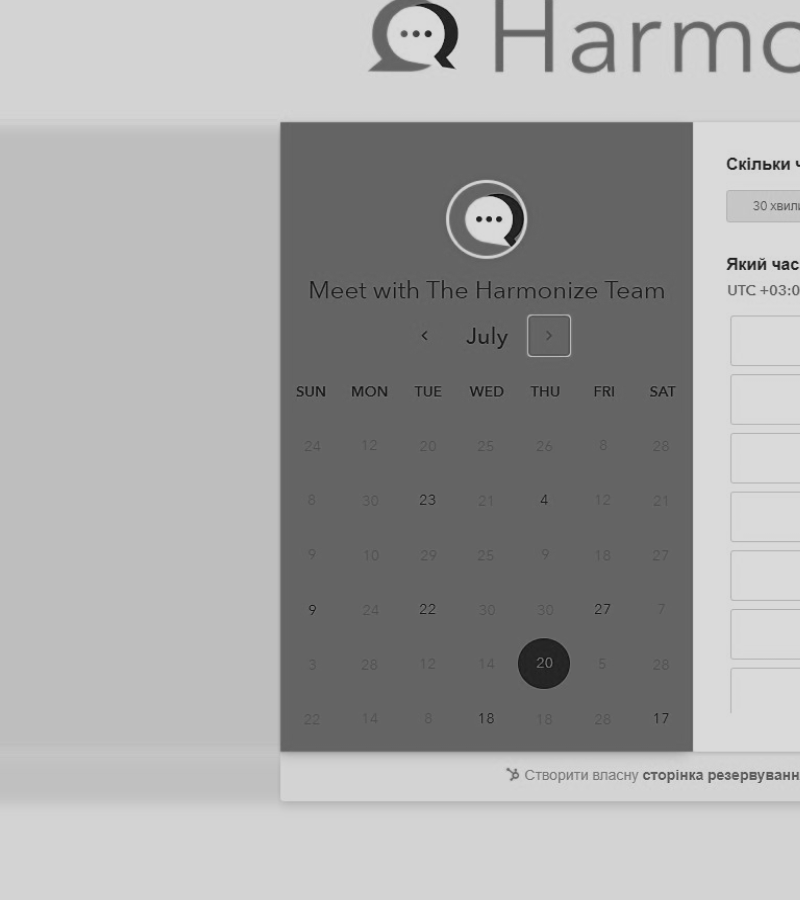 Harmo
Meet with The Harmonize Team
July
SUN MON TUE WED THU FRI SAT
24 12 20 25 26 8 28
8 30 23 21 4 12 21
9 10 29 25 9 18 27
9 24 22 30 30 27 7
3 28 12 14 20 5 28
22 14 8 18 18 28 17
Скільки ч
30 хвили
Який час
UTC +03:0
Створити власну сторінка резервуванн